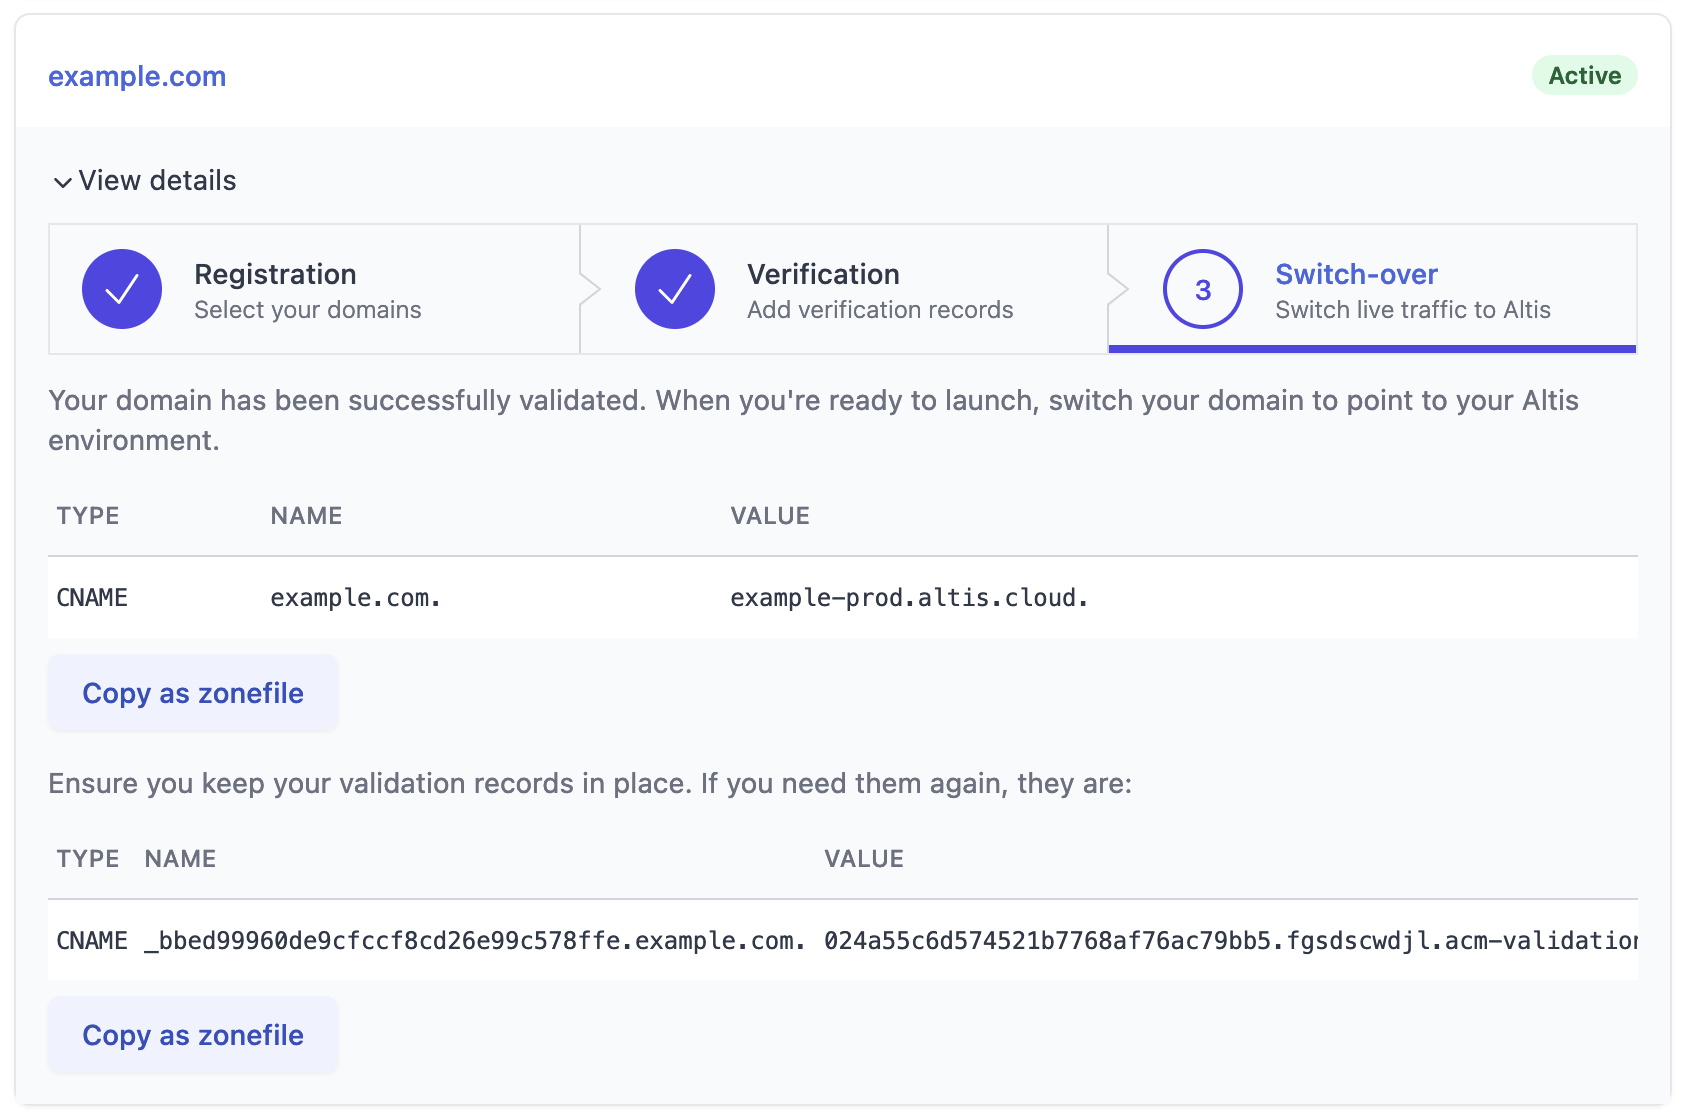 example.com
Active
View details
Registration
Select your domains
Verification
Add verification records
3
Switch-over
Switch live traffic to Altis
Your domain has been successfully validated. When you're ready to launch, switch your domain to point to your Altis
environment.
TYPE NAME VALUE
CNAME example.com. example-prod.altis.cloud.
Copy as zonefile
Ensure you keep your validation records in place. If you need them again, they are:
TYPE NAME VALUE
CNAME _bbed99960de9cfccf8cd26e99c578ffe.example.com. 024a55c6d574521b7768af76ac79bb5.fgsdscwdjl.acm-validation
Copy as zonefile